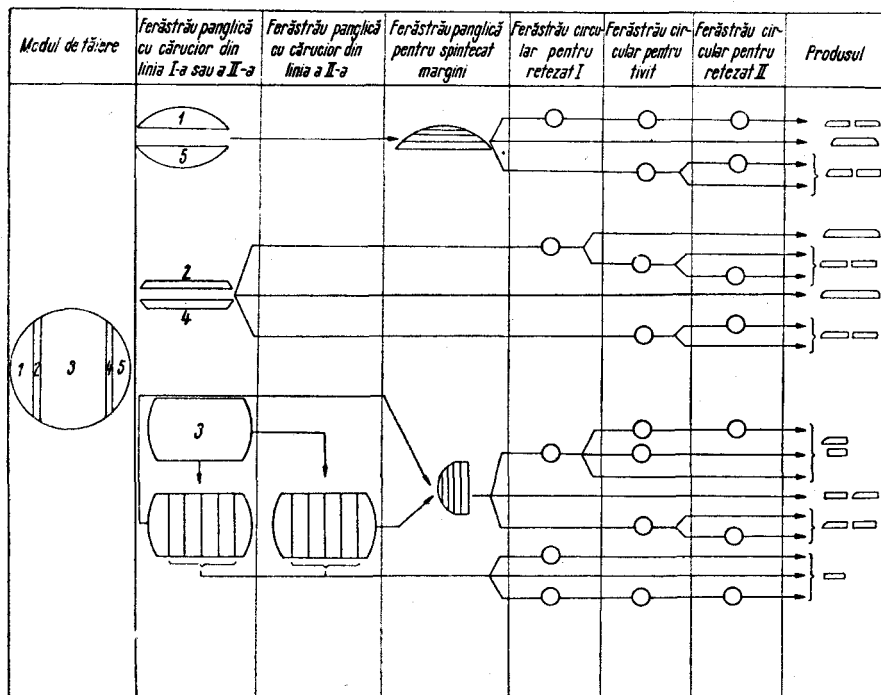 Modul de tăiere
Ferăstrău panglică
cu cărucior din
linia I-a sau a II-a
Ferăstrău panglică
cu cărucior din
linia a II-a
Ferăstrău panglică
pentru spintecat
margini
Ferăstrău circu-
lar pentru
retezat I
Ferăstrău cir-
cular pentru
tivit
Ferăstrău cir-
cular pentru
retezat II
Produsul
1
5
2
4
1 2 3 4 5
3